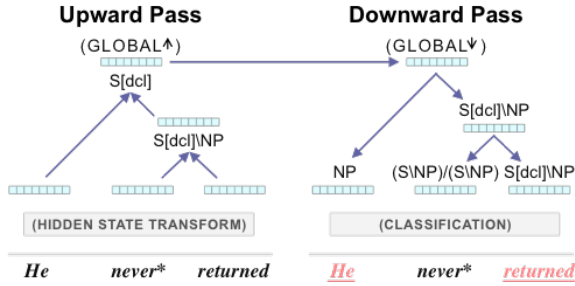 Upward Pass
Downward Pass
(GLOBAL↑)
(GLOBAL↓)
S[dcl]
S[dcl]\NP
S[dcl]\NP
NP
(S\NP)/(S\NP)
S[dcl]\NP
(HIDDEN STATE TRANSFORM)
(CLASSIFICATION)
He never* returned
He never* returned